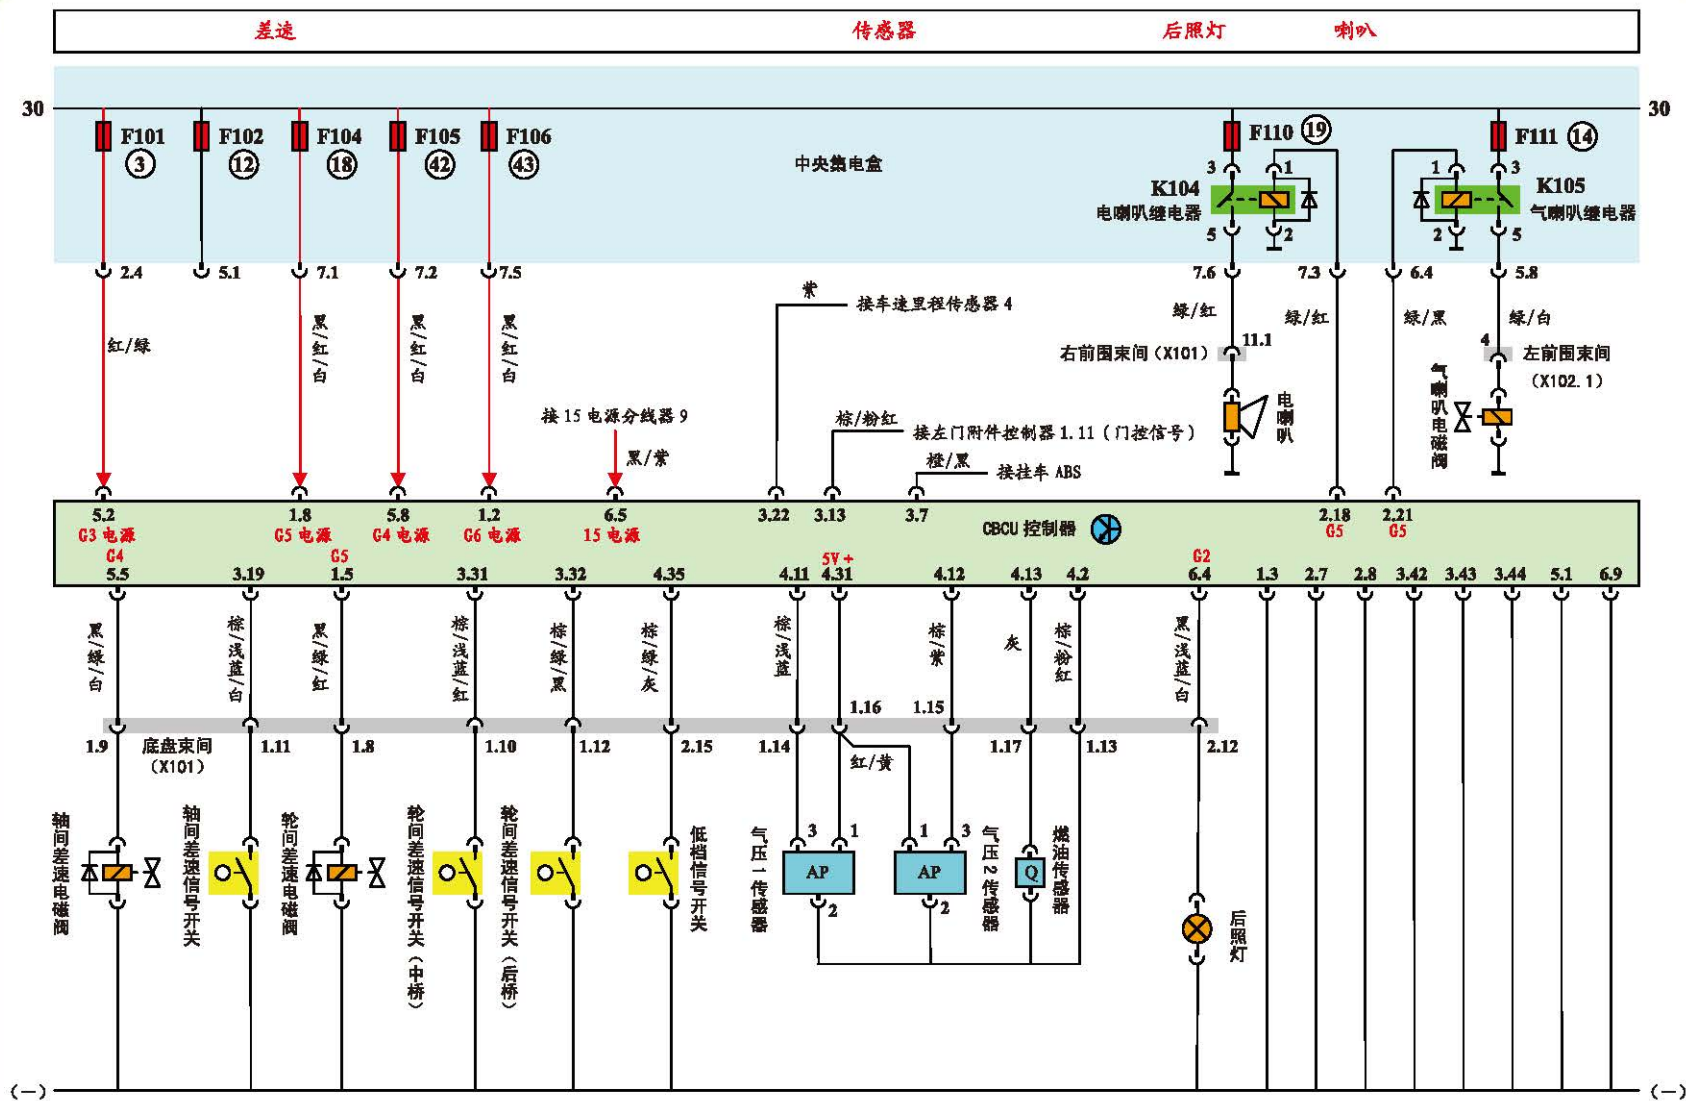 差速 传感器 后照灯 喇叭
30 30
F101 F102 F104 F105 F106 F110 19 F111 14
3 12 18 42 43
中央集电盒
3 1 1 3
K104 K105
电喇叭继电器 气喇叭继电器
5 2 2 5
2.4 5.1 7.1 7.2 7.5 7.6 7.3 6.4 5.8
紫
接车速里程传感器 4
红/绿
黑/红/白
黑/红/白
黑/红/白
绿/红 绿/红 绿/黑 绿/白
右前围束间(X101) 11.1
4 左前围束间
(X102.1)
接 15 电源分线器 9
黑/紫
棕/粉红
接左门附件控制器 1.11(门控信号)
橙/黑
接挂车 ABS
电喇叭
气喇叭电磁阀
5.2 1.8 5.8 1.2 6.5 3.22 3.13 3.7 2.18 2.21
CBCU 控制器
G3 电源 G5 电源 G4 电源 G6 电源 15 电源 G5 G5
G4 G5 5V+ G2
5.5 3.19 1.5 3.31 3.32 4.35 4.11 4.31 4.12 4.13 4.2 6.4 1.3 2.7 2.8 3.42 3.43 3.44 5.1 6.9
黑/绿/白
棕/浅蓝/白
黑/绿/红
棕/浅蓝/红
棕/绿/黑
棕/绿/灰
棕/浅蓝
棕/紫
灰
棕/粉红
黑/浅蓝/白
1.16 1.15
1.9 底盘束间 1.11 1.8 1.10 1.12 2.15 1.14 1.17 1.13 2.12
(X101)
红/黄
轴间差速电磁阀
轴间差速信号开关
轮间差速电磁阀
轮间差速信号开关(中桥)
轮间差速信号开关(后桥)
低档信号开关
气压1传感器
3 1 1 3
AP AP Q
2 2
气压2传感器
燃油传感器
后照灯
(—) (—)